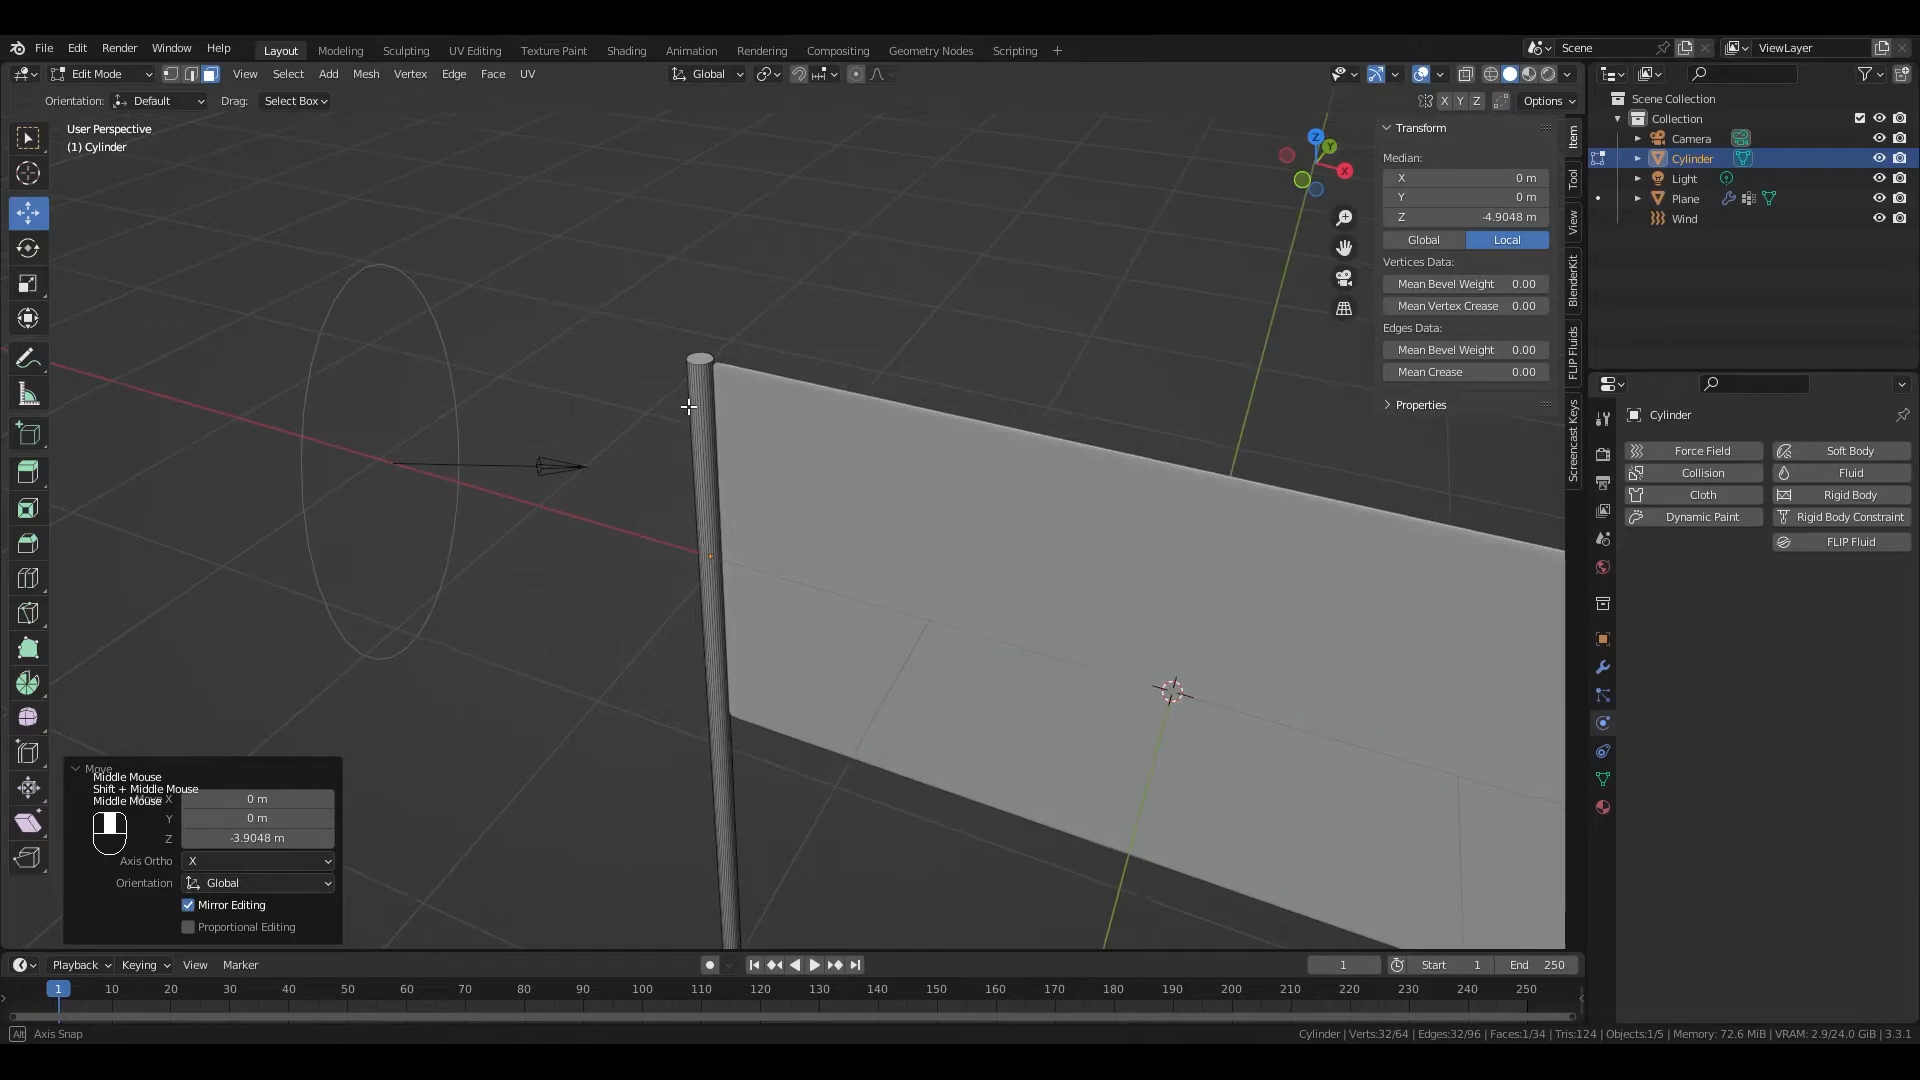 File Edit Render Window Help Layout Modeling Sculpting UV Editing Texture Paint Shading Animation Rendering Compositing Geometry Nodes Scripting + Scene ViewLayer
Edit Mode View Select Add Mesh Vertex Edge Face UV Global
Orientation: Default Drag: Select Box X Y Z Options
User Perspective
(1) Cylinder
Z
Y
X
Transform
Median:
X 0 m
Y 0 m
Z -4.9048 m
Global Local
Vertices Data:
Mean Bevel Weight 0.00
Mean Vertex Crease 0.00
Edges Data:
Mean Bevel Weight 0.00
Mean Crease 0.00
Properties
Item
Tool
View
BlenderKit
FLIP Fluids
Screencast Keys
Scene Collection
Collection
Camera
Cylinder
Light
Plane
Wind
Cylinder
Force Field Soft Body
Collision Fluid
Cloth Rigid Body
Dynamic Paint Rigid Body Constraint
FLIP Fluid
Move
Middle Mouse
Shift + Middle Mouse
Middle Mouse
X 0 m
Y 0 m
Z -3.9048 m
Axis Ortho X
Orientation Global
Mirror Editing
Proportional Editing
Playback Keying View Marker 1 Start 1 End 250
1 10 20 30 40 50 60 70 80 90 100 110 120 130 140 150 160 170 180 190 200 210 220 230 240 250
Alt Axis Snap
Cylinder | Verts:32/64 | Edges:32/96 | Faces:1/34 | Tris:124 | Objects:1/5 | Memory: 72.6 MiB | VRAM: 2.9/24.0 GiB | 3.3.1